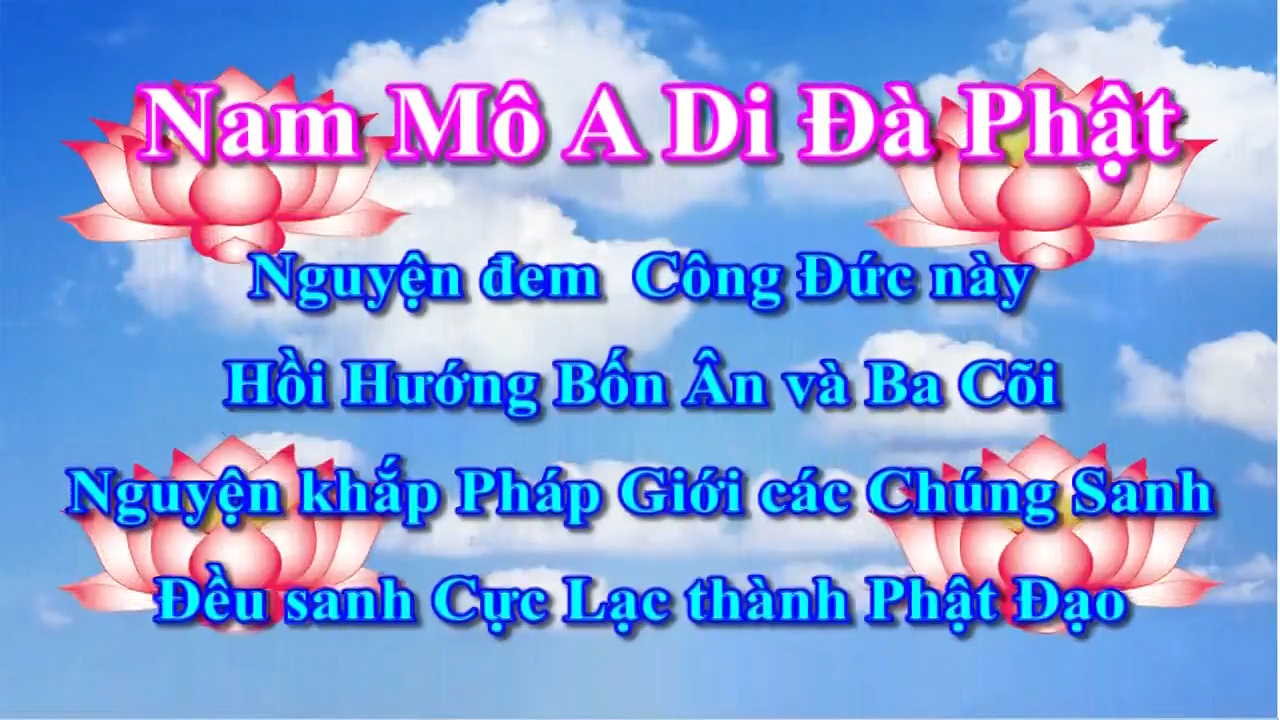 Nam Mô A Di Đà Phật
Nguyện đem Công Đức này
Hồi Hướng Bốn Ân và Ba Cõi
Nguyện khắp Pháp Giới các Chúng Sanh
Đều sanh Cực Lạc thành Phật Đạo